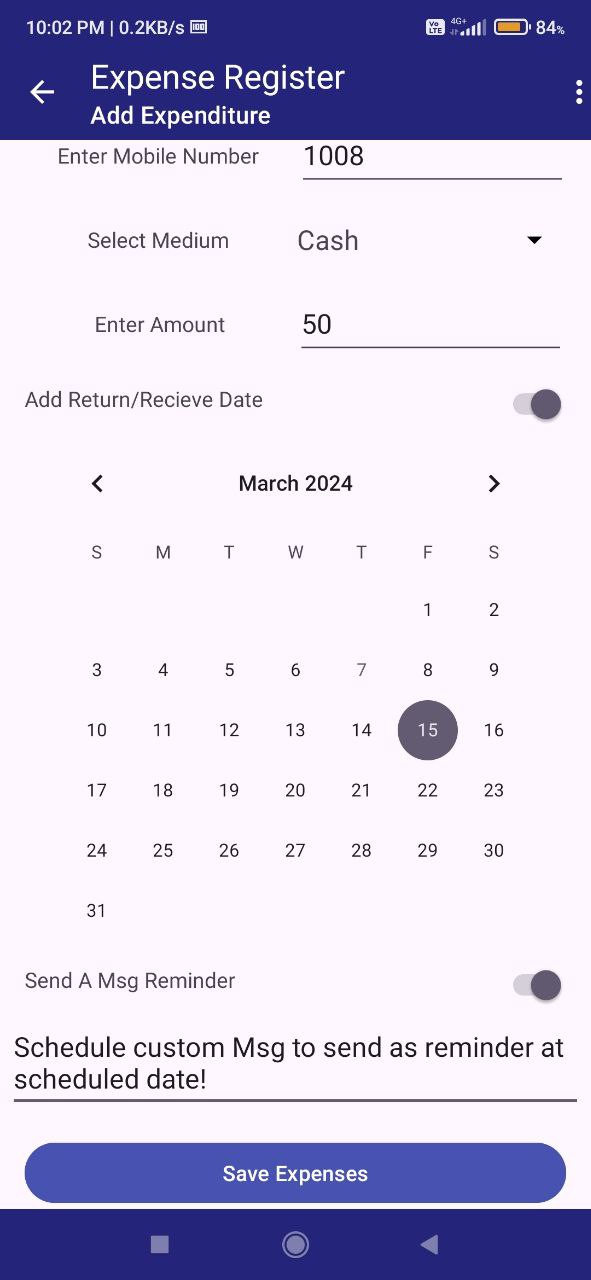 10:02 PM | 0.2KB/s
Vo LTE 4G+ 84%
Expense Register
Add Expenditure
Enter Mobile Number 1008
Select Medium Cash
Enter Amount 50
Add Return/Recieve Date
March 2024
S M T W T F S
1 2
3 4 5 6 7 8 9
10 11 12 13 14 15 16
17 18 19 20 21 22 23
24 25 26 27 28 29 30
31
Send A Msg Reminder
Schedule custom Msg to send as reminder at
scheduled date!
Save Expenses